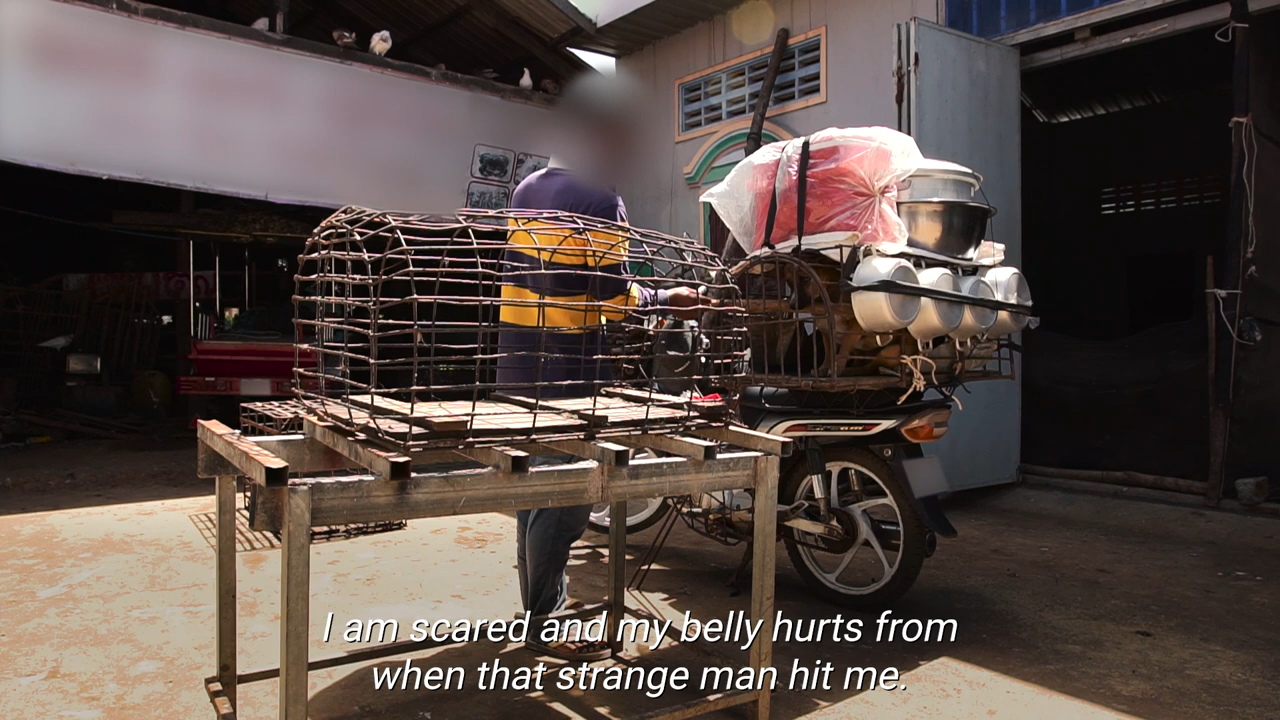 I am scared and my belly hurts from
when that strange man hit me.